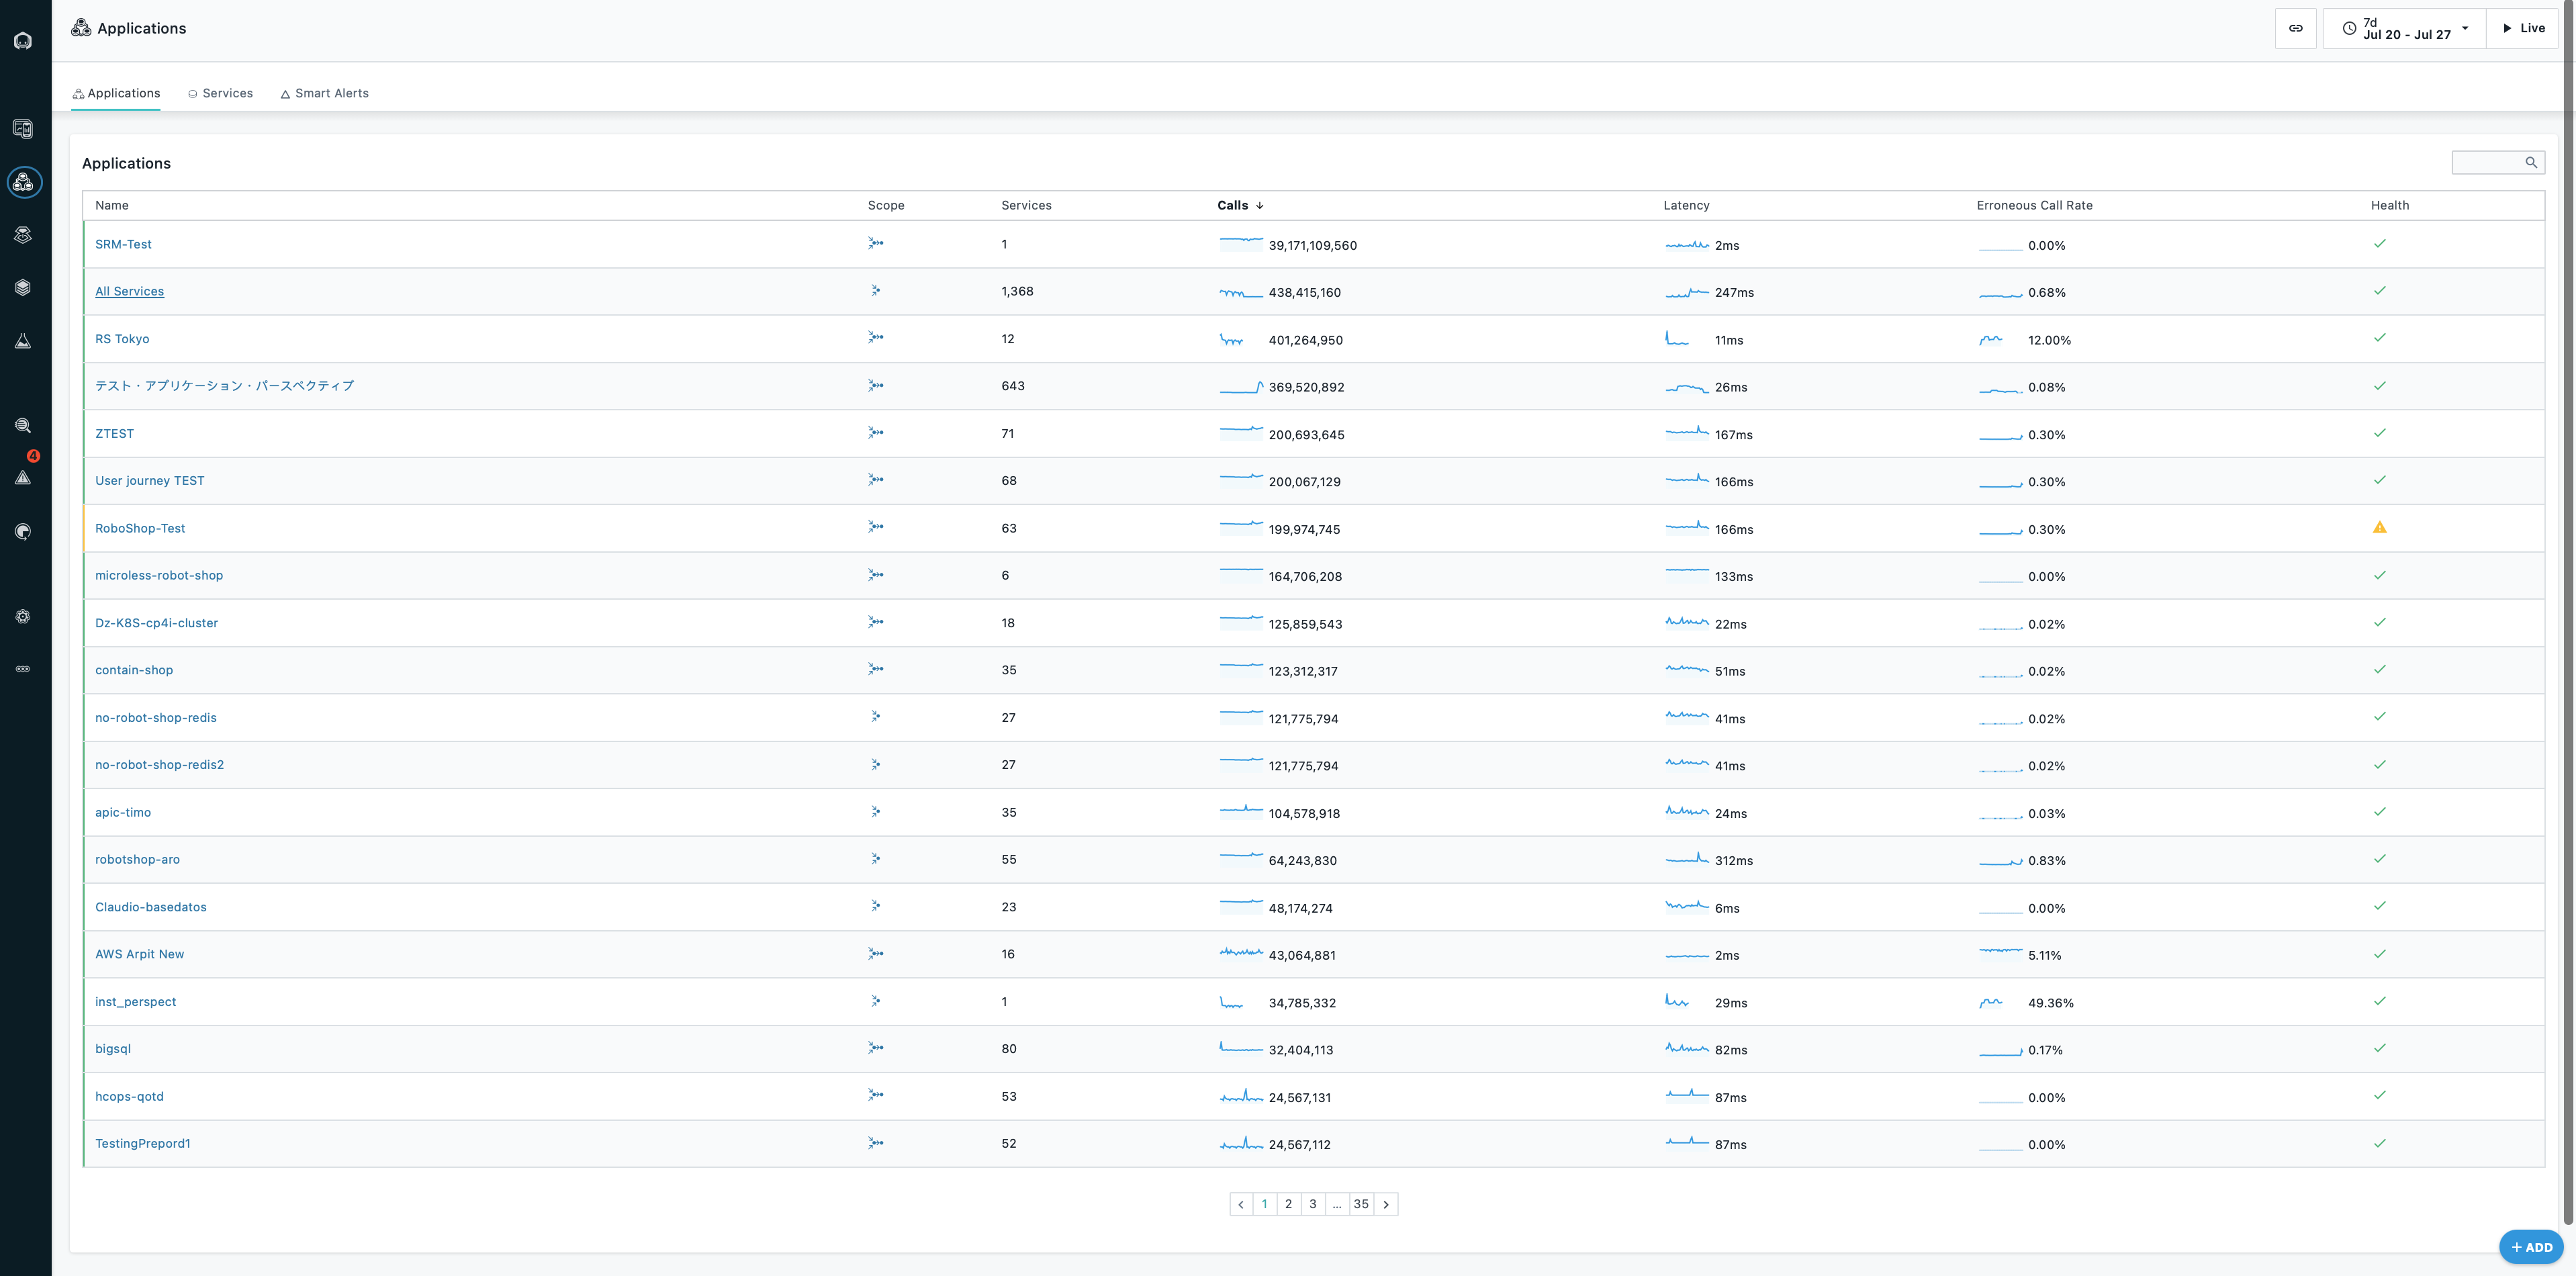 Applications
7d
Jul 20 - Jul 27
Live
Applications Services Smart Alerts
Applications
Name Scope Services Calls Latency Erroneous Call Rate Health
SRM-Test 1 39,171,109,560 2ms 0.00%
All Services 1,368 438,415,160 247ms 0.68%
RS Tokyo 12 401,264,950 11ms 12.00%
テスト・アプリケーション・パースペクティブ 643 369,520,892 26ms 0.08%
ZTEST 71 200,693,645 167ms 0.30%
4
User journey TEST 68 200,067,129 166ms 0.30%
RoboShop-Test 63 199,974,745 166ms 0.30%
microless-robot-shop 6 164,706,208 133ms 0.00%
Dz-K8S-cp4i-cluster 18 125,859,543 22ms 0.02%
contain-shop 35 123,312,317 51ms 0.02%
no-robot-shop-redis 27 121,775,794 41ms 0.02%
no-robot-shop-redis2 27 121,775,794 41ms 0.02%
apic-timo 35 104,578,918 24ms 0.03%
robotshop-aro 55 64,243,830 312ms 0.83%
Claudio-basedatos 23 48,174,274 6ms 0.00%
AWS Arpit New 16 43,064,881 2ms 5.11%
inst_perspect 1 34,785,332 29ms 49.36%
bigsql 80 32,404,113 82ms 0.17%
hcops-qotd 53 24,567,131 87ms 0.00%
TestingPrepord1 52 24,567,112 87ms 0.00%
1 2 3 ... 35
+ ADD